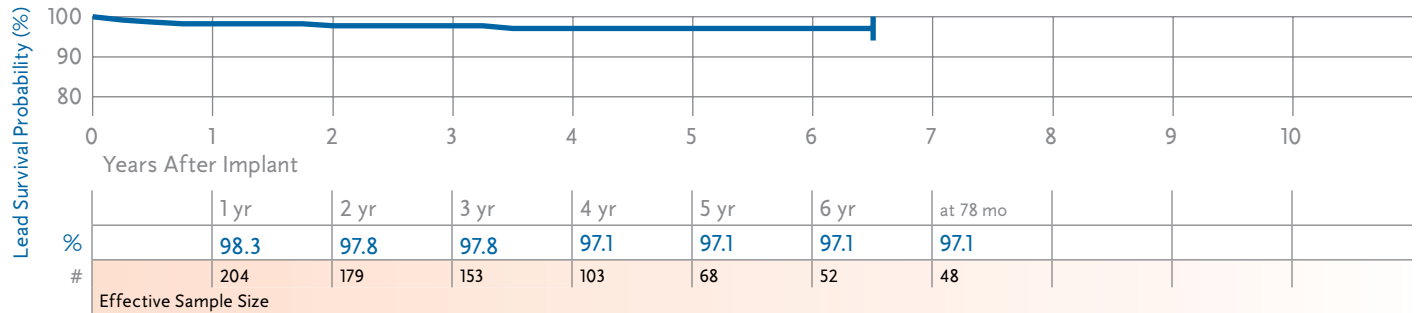 Lead Survival Probability (%)
100
90
80
0 1 2 3 4 5 6 7 8 9 10
Years After Implant
1 yr 2 yr 3 yr 4 yr 5 yr 6 yr at 78 mo
% 98.3 97.8 97.8 97.1 97.1 97.1 97.1
# 204 179 153 103 68 52 48
Effective Sample Size